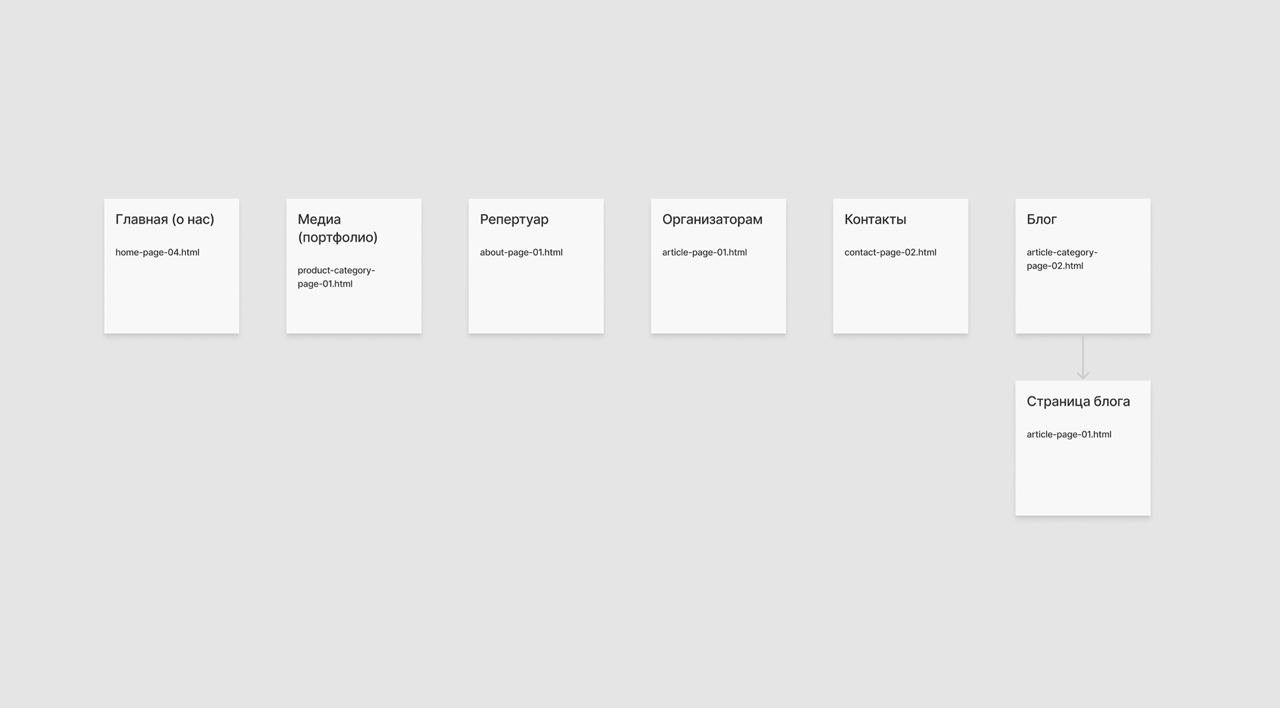 Главная (о нас)
home-page-04.html
Медиа
(портфолио)
product-category-
page-01.html
Репертуар
about-page-01.html
Организаторам
article-page-01.html
Контакты
contact-page-02.html
Блог
article-category-
page-02.html
Страница блога
article-page-01.html